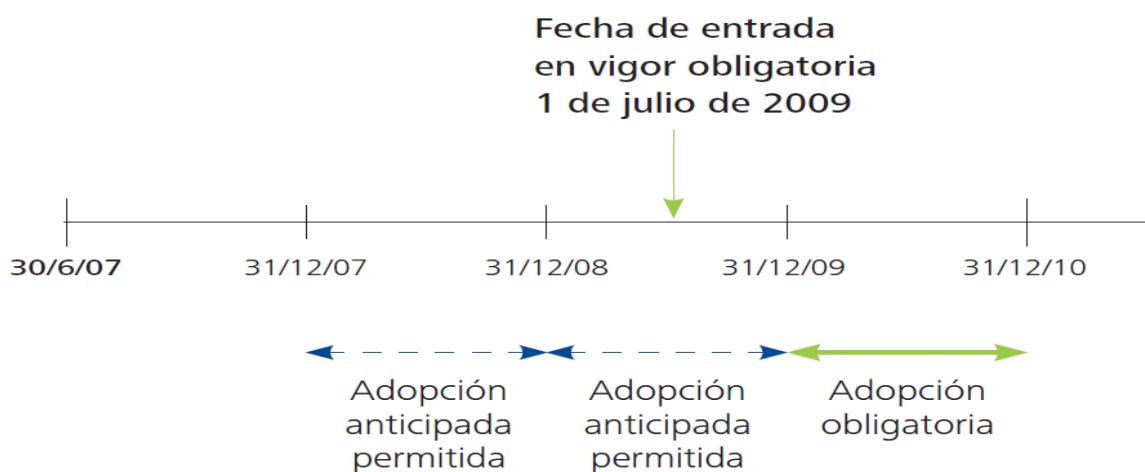 Fecha de entrada
en vigor obligatoria
1 de julio de 2009
30/6/07 31/12/07 31/12/08 31/12/09 31/12/10
Adopción
anticipada
permitida
Adopción
anticipada
permitida
Adopción
obligatoria